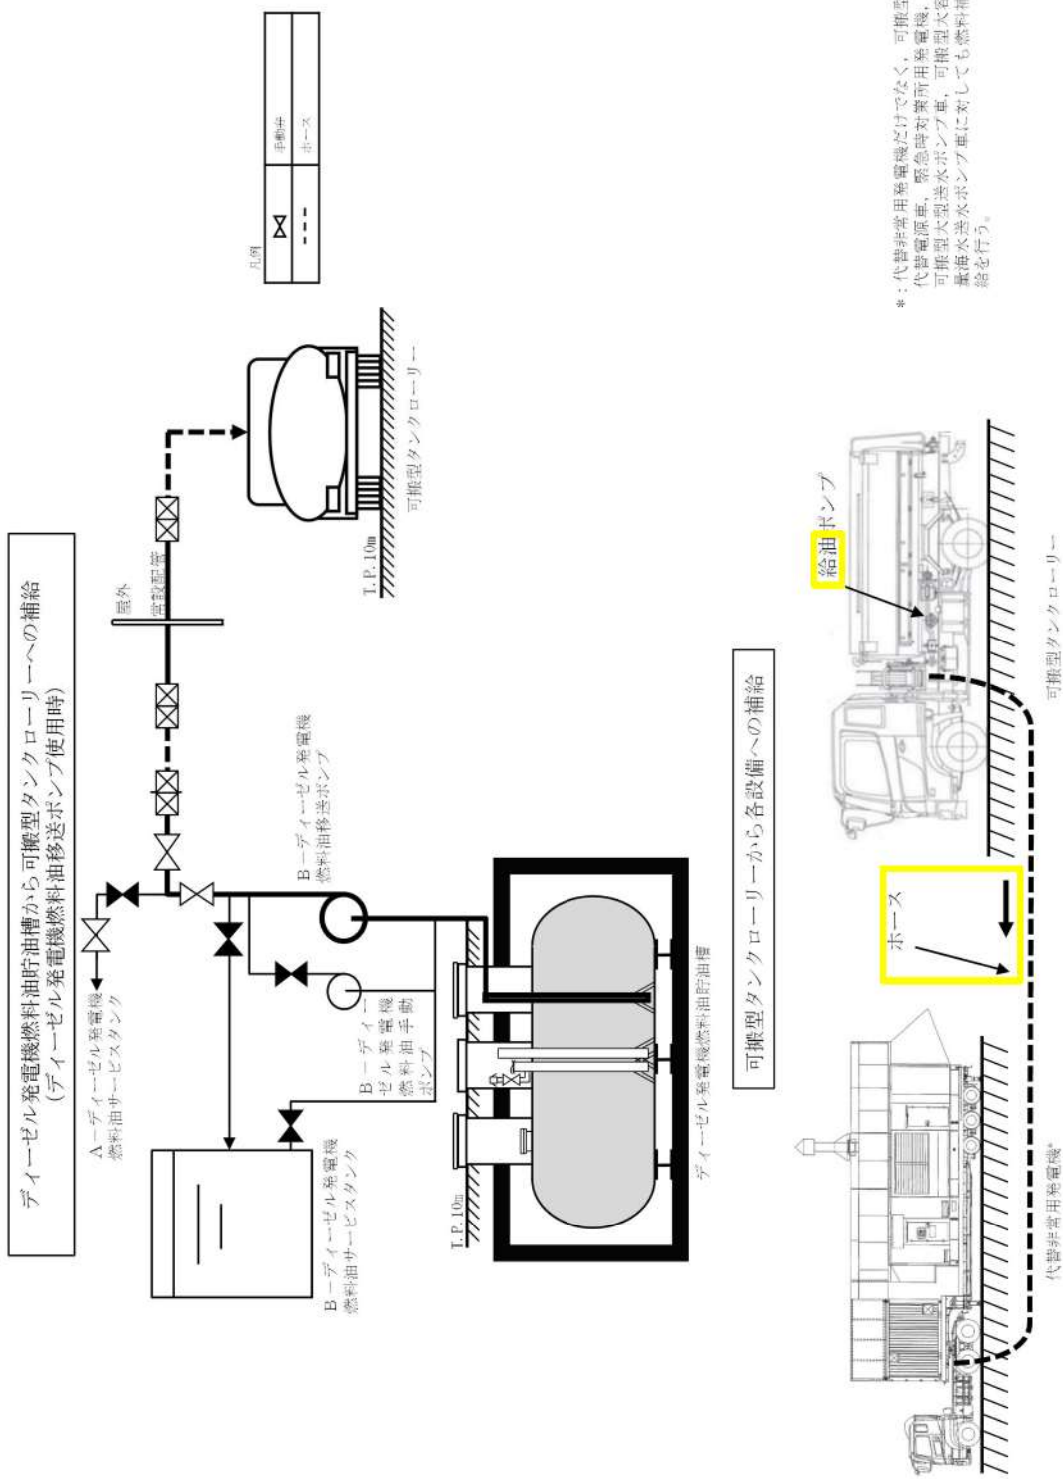 ディーゼル発電機燃料油貯油槽から可搬型タンクローリーへの補給
(ディーゼル発電機燃料油移送ポンプ使用時)
A-ディーゼル発電機
燃料油サービスタンク
屋外
常設配管
凡例
手動弁
ホース
B-ディーゼル発電機
燃料油移送ポンプ
B-ディー
ゼル発電機
燃料油手動
ポンプ
B-ディーゼル発電機
燃料油サービスタンク
T.P.10m
T.P.10m
可搬型タンクローリー
ディーゼル発電機燃料油貯油槽
可搬型タンクローリーから各設備への補給
給油ポンプ
ホース
代替非常用発電機*
可搬型タンクローリー
*:代替非常用発電機だけでなく,可搬型
代替電源車,緊急時対策所用発電機,
可搬型大型送水ポンプ車,可搬型大容
量海水送水ポンプ車に対しても燃料補
給を行う。